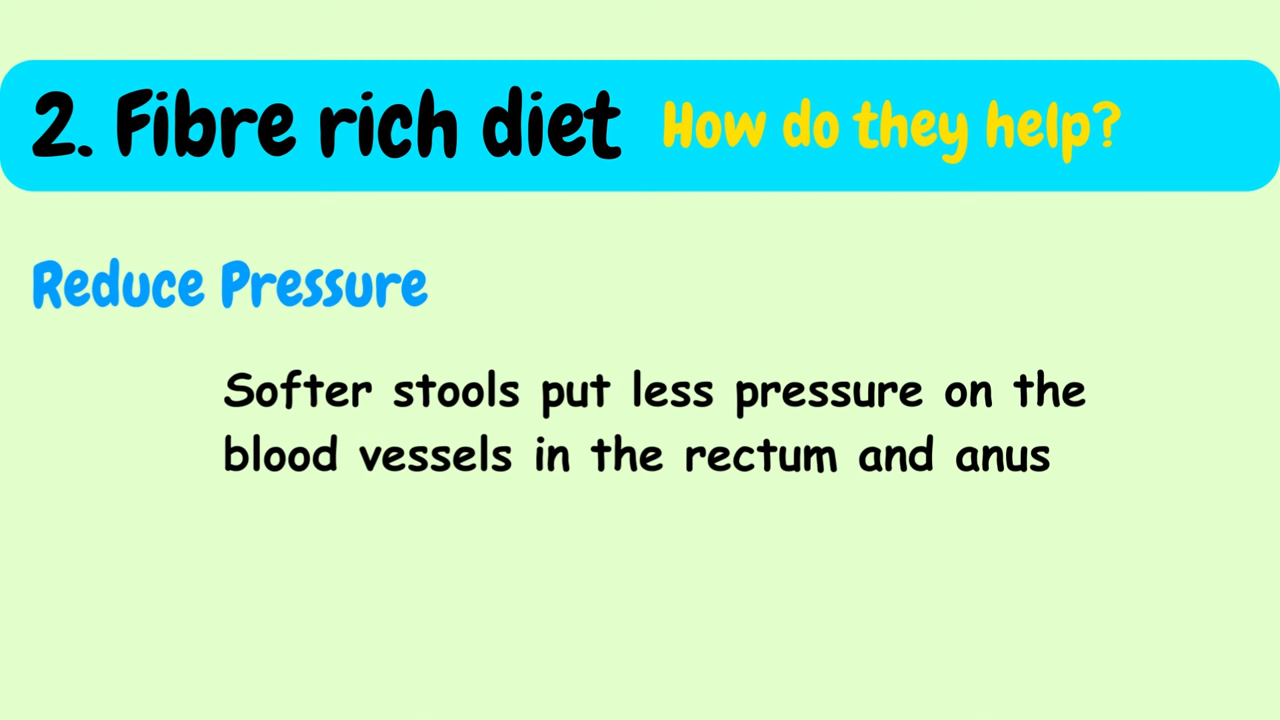 2. Fibre rich diet How do they help?
Reduce Pressure
Softer stools put less pressure on the
blood vessels in the rectum and anus